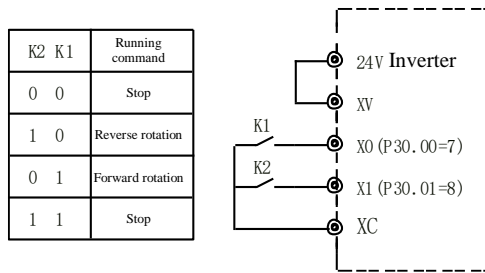 K2 K1 Running command
0 0 Stop
1 0 Reverse rotation
0 1 Forward rotation
1 1 Stop
24V Inverter
XV
K1
X0 (P30.00=7)
K2
X1 (P30.01=8)
XC